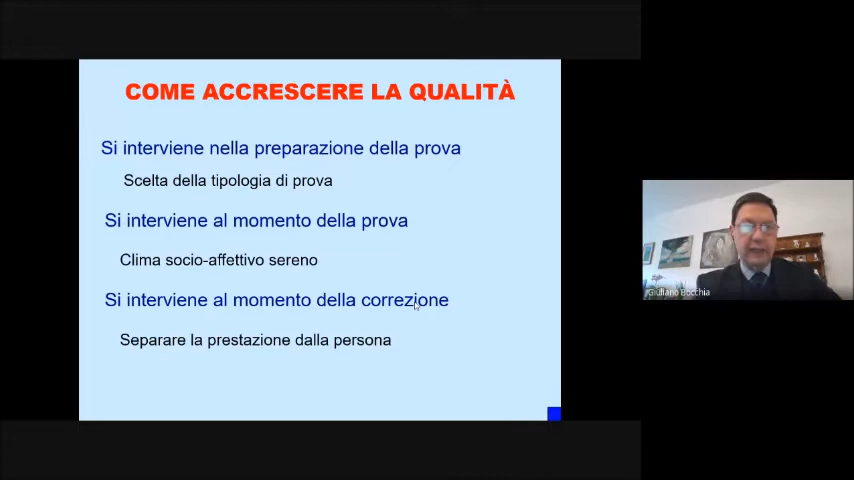 COME ACCRESCERE LA QUALITÀ
Si interviene nella preparazione della prova
Scelta della tipologia di prova
Si interviene al momento della prova
Clima socio-affettivo sereno
Si interviene al momento della correzione
Separare la prestazione dalla persona
Giuliano Bocchia